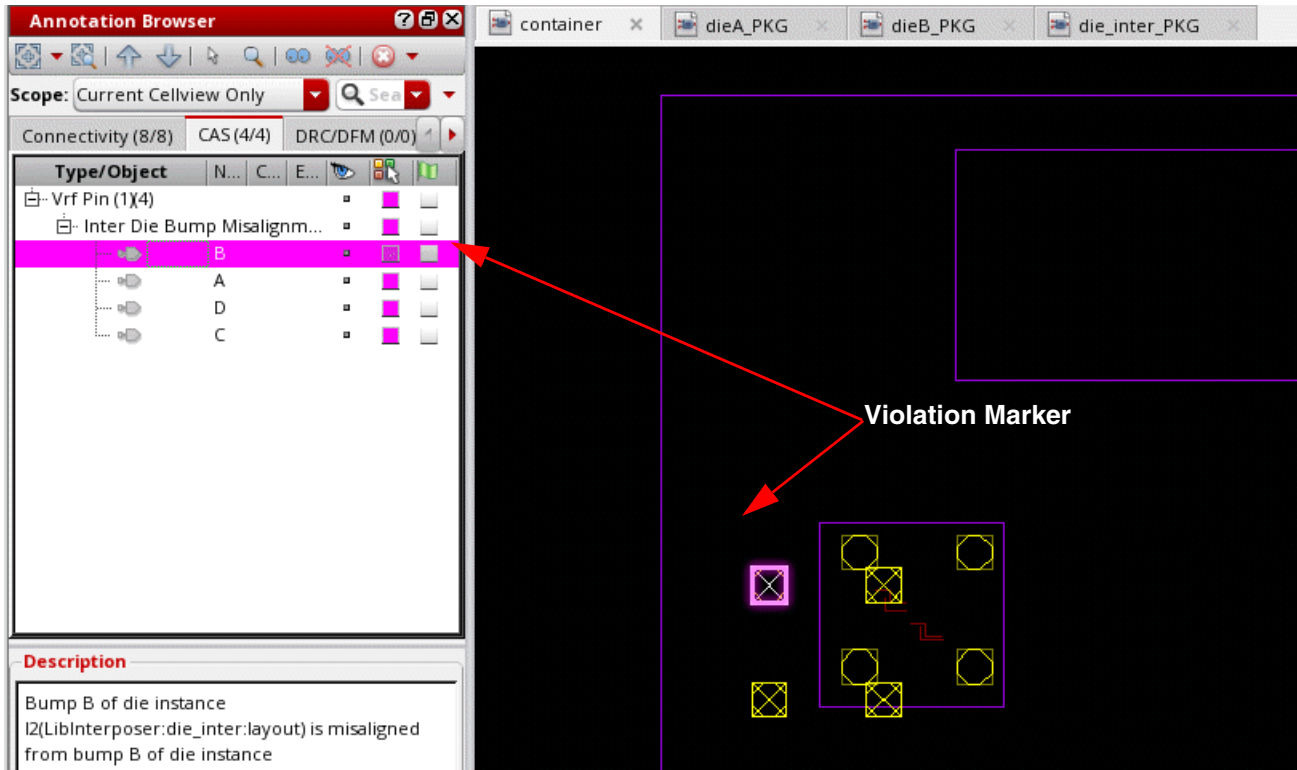 Annotation Browser
container
dieA_PKG
dieB_PKG
die_inter_PKG
Scope: Current Cellview Only
Sea
Connectivity (8/8) CAS (4/4) DRC/DFM (0/0)
Type/Object N... C... E...
Vrf Pin (1)(4)
Inter Die Bump Misalignm...
B
A
D
C
Violation Marker
Description
Bump B of die instance
I2(LibInterposer:die_inter:layout) is misaligned
from bump B of die instance